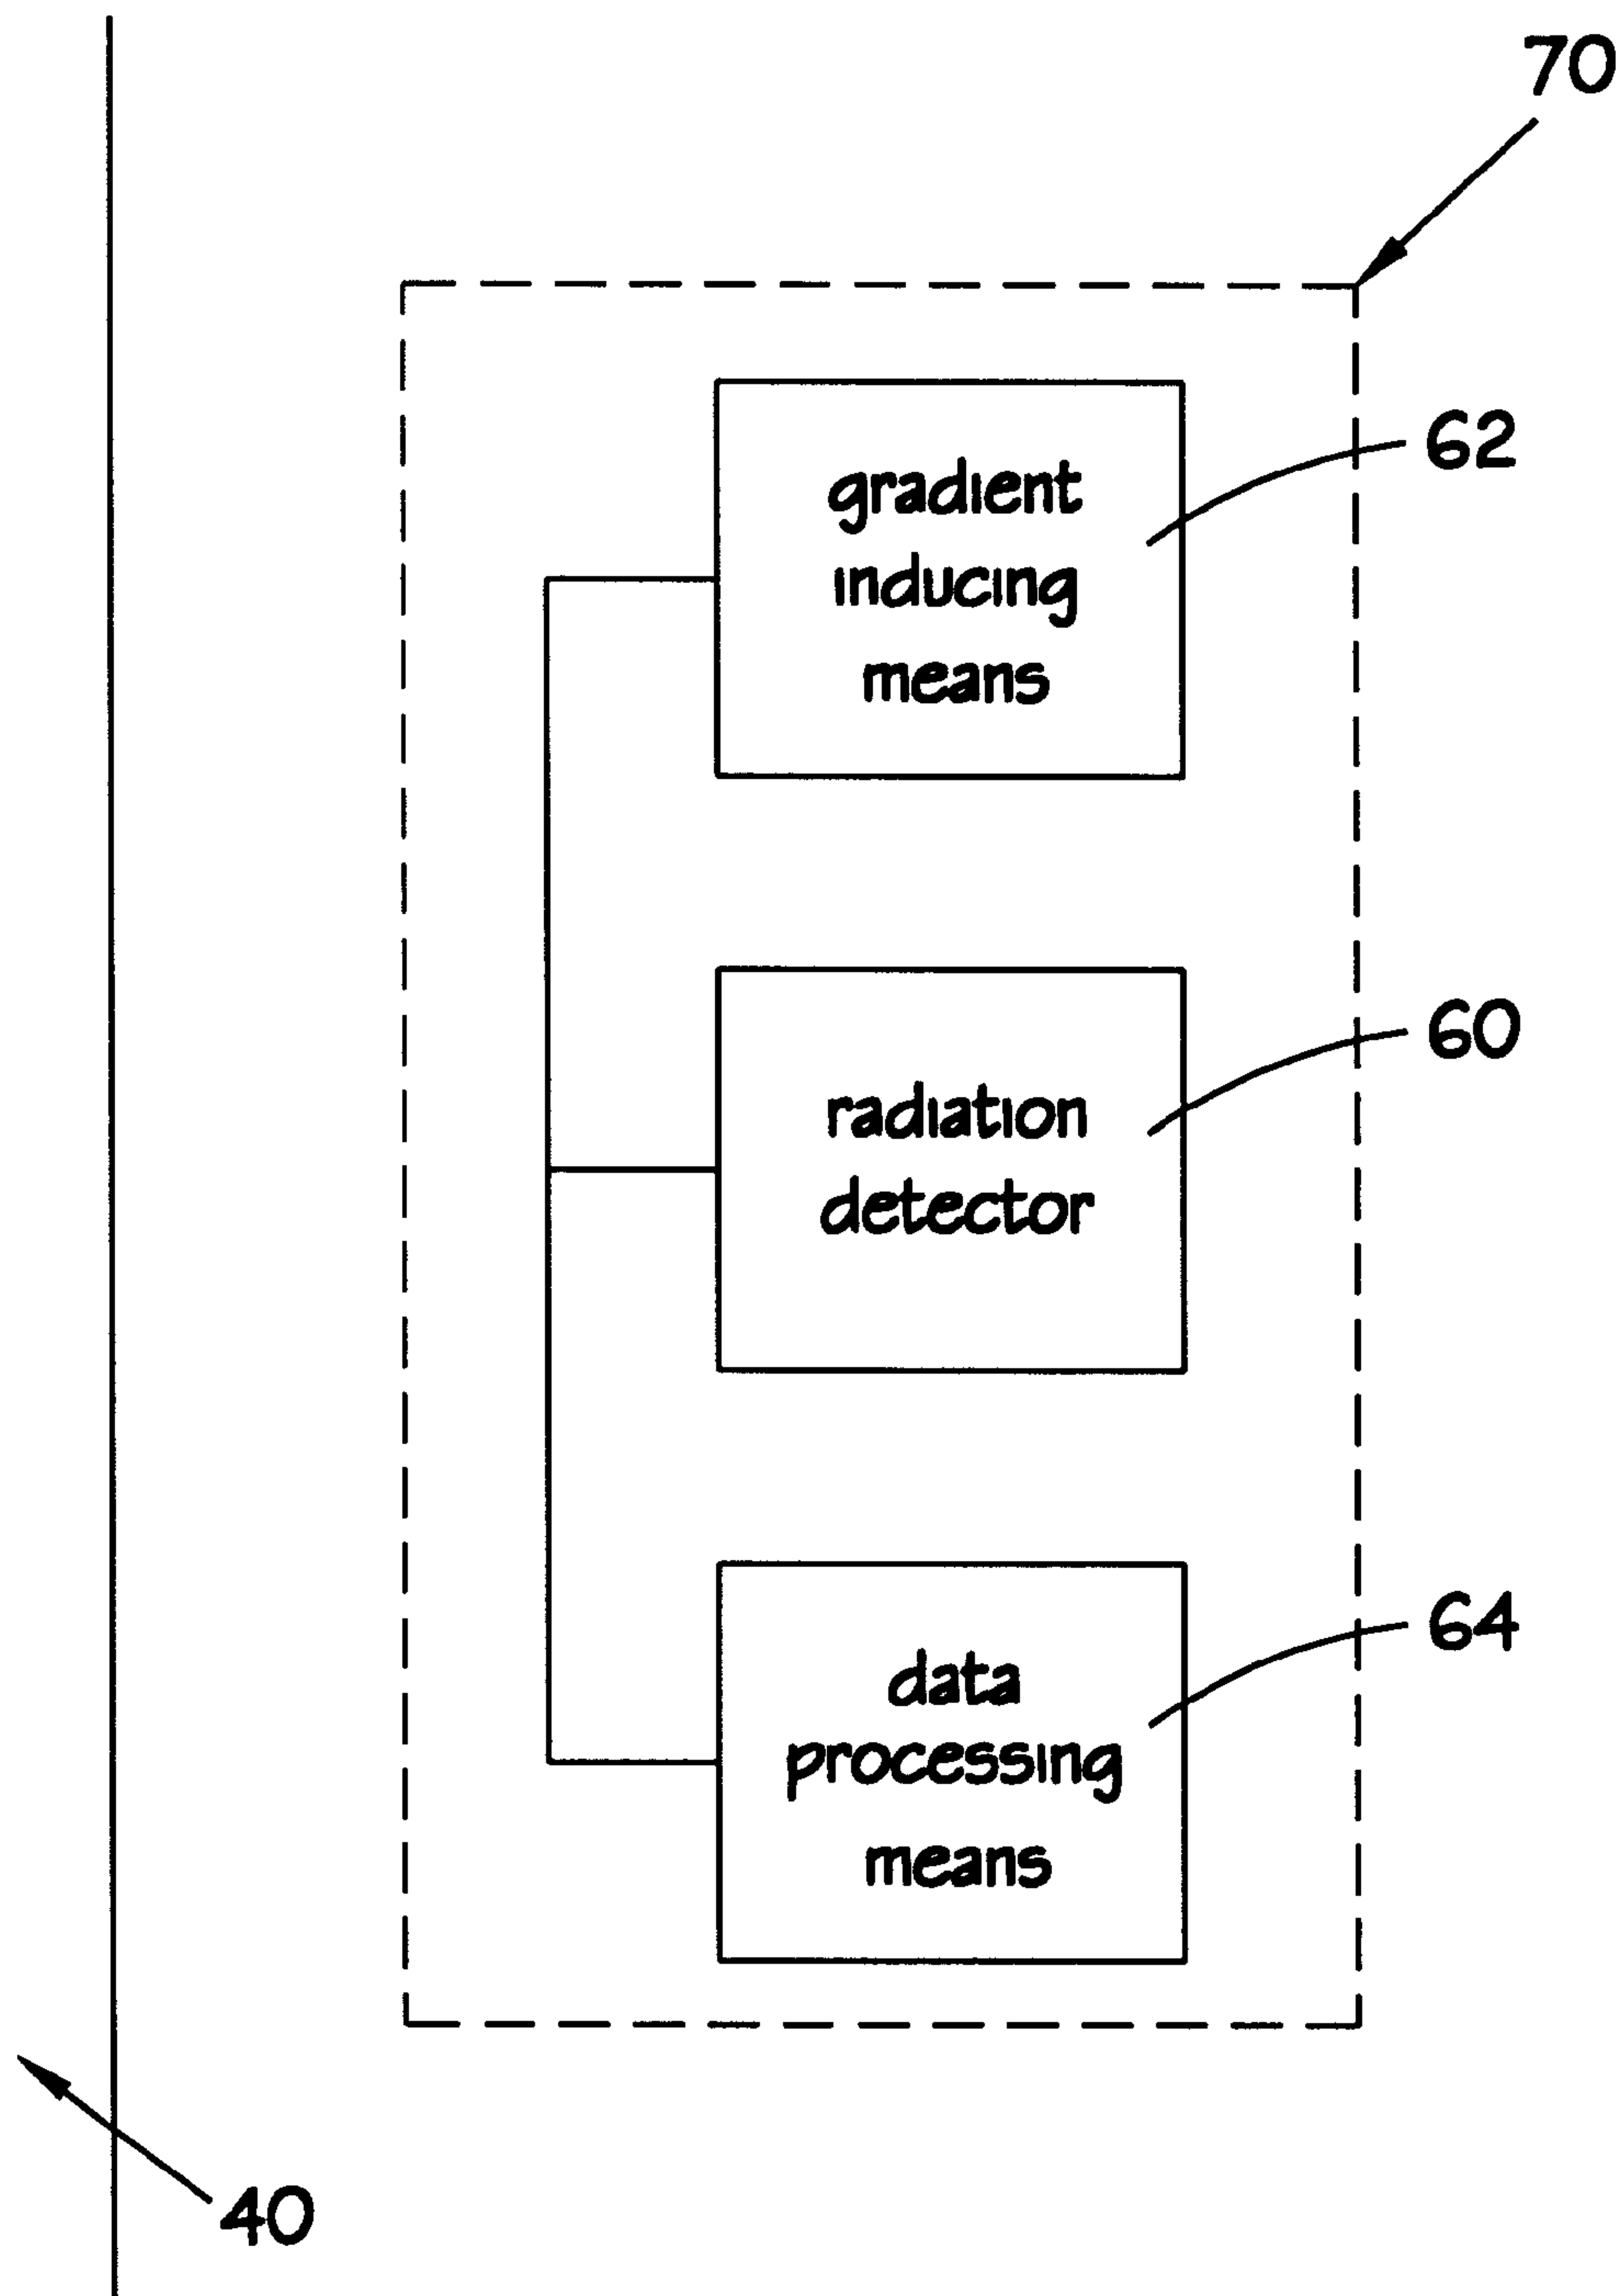 70
gradient
inducing
means
62
radiation
detector
60
data
processing
means
64
40